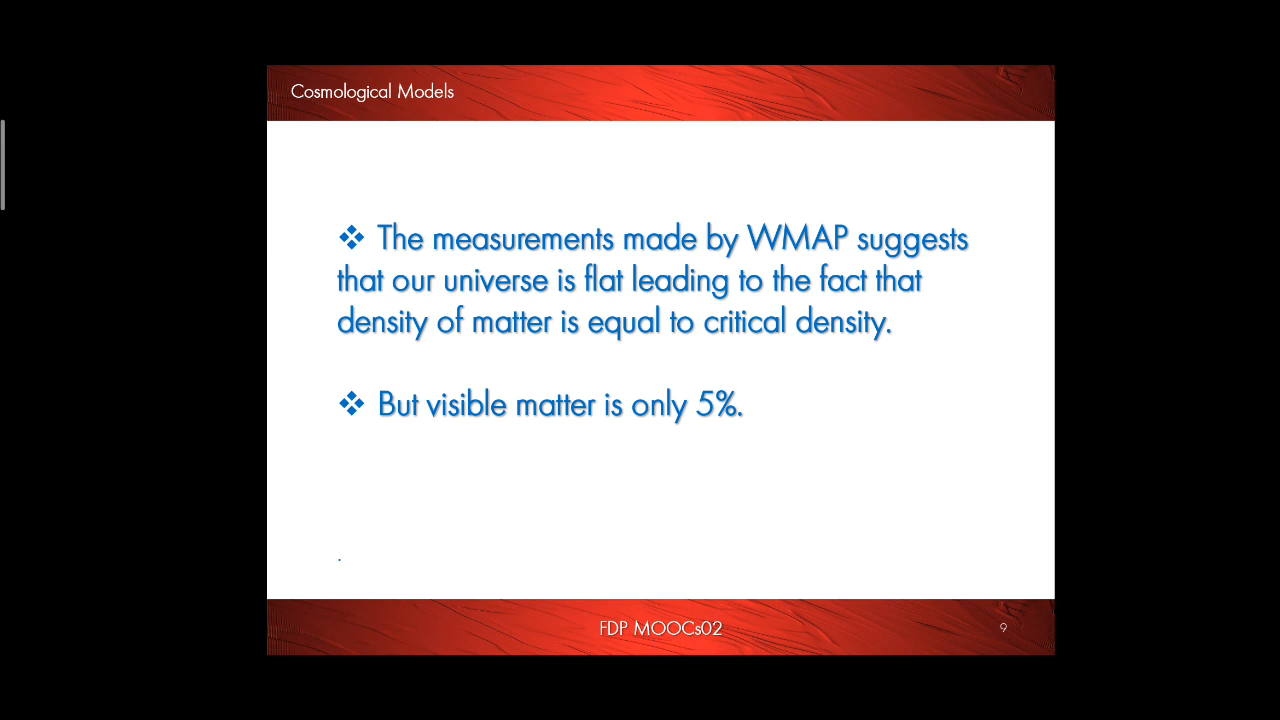 Cosmological Models
❖ The measurements made by WMAP suggests
that our universe is flat leading to the fact that
density of matter is equal to critical density.
❖ But visible matter is only 5%.
.
FDP MOOCs02
9